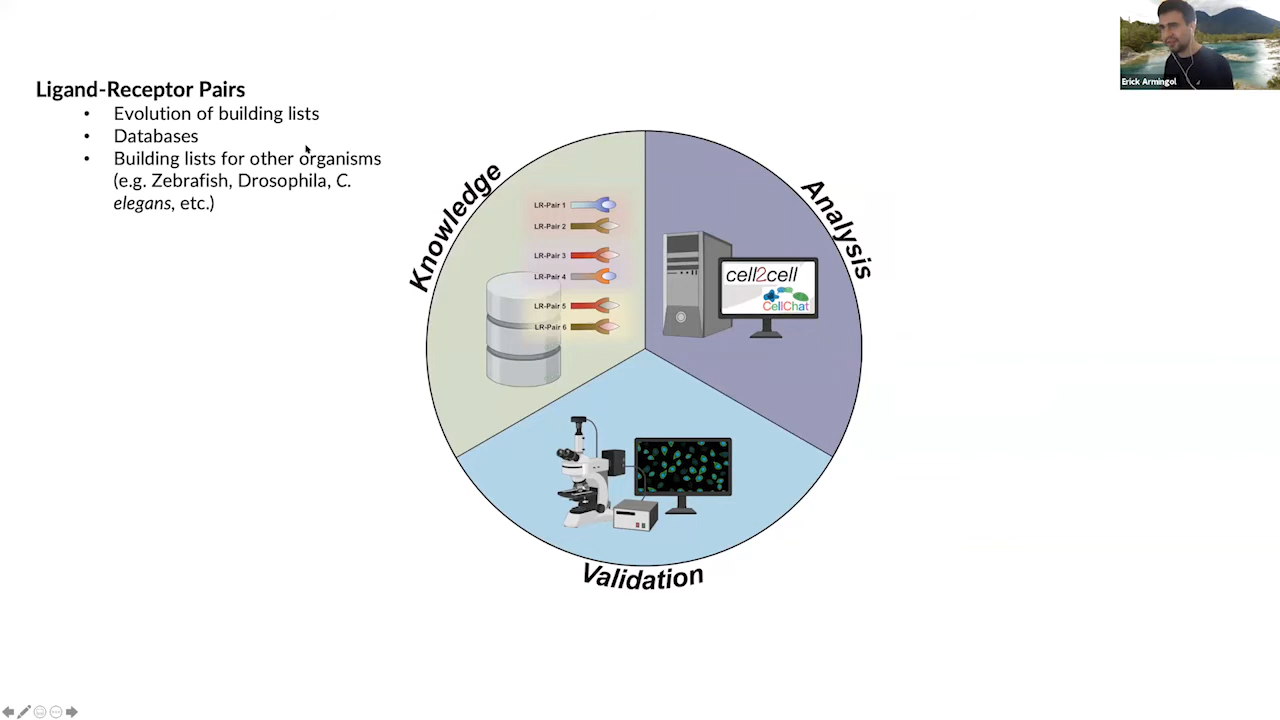 Erick Armingol
Ligand-Receptor Pairs
• Evolution of building lists
• Databases
• Building lists for other organisms
(e.g. Zebrafish, Drosophila, C.
elegans, etc.)
Knowledge
Analysis
LR-Pair 1
LR-Pair 2
LR-Pair 3
LR-Pair 4
LR-Pair 5
LR-Pair 6
cell2cell
CellChat
Validation